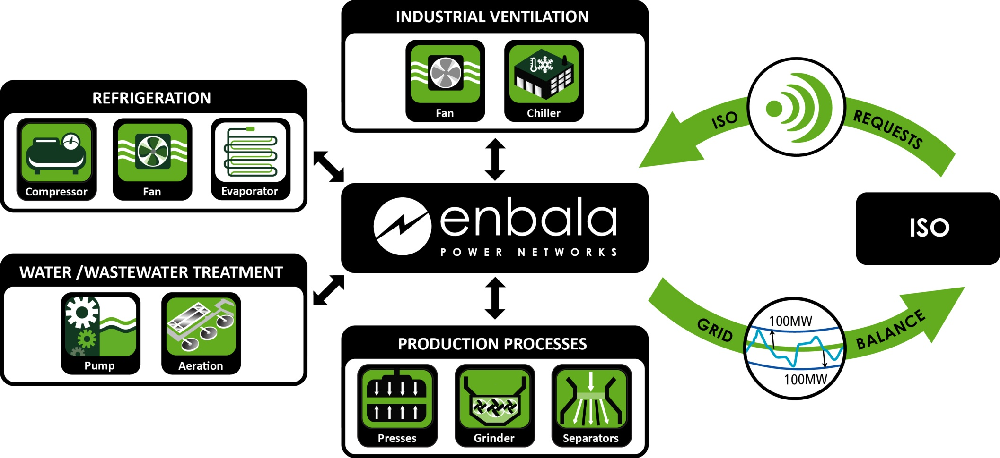 INDUSTRIAL VENTILATION
Fan
Chiller
REFRIGERATION
Compressor
Fan
Evaporator
ISO
REQUESTS
enbala
POWER NETWORKS
ISO
WATER /WASTEWATER TREATMENT
Pump
Aeration
GRID
100MW
100MW
BALANCE
PRODUCTION PROCESSES
Presses
Grinder
Separators